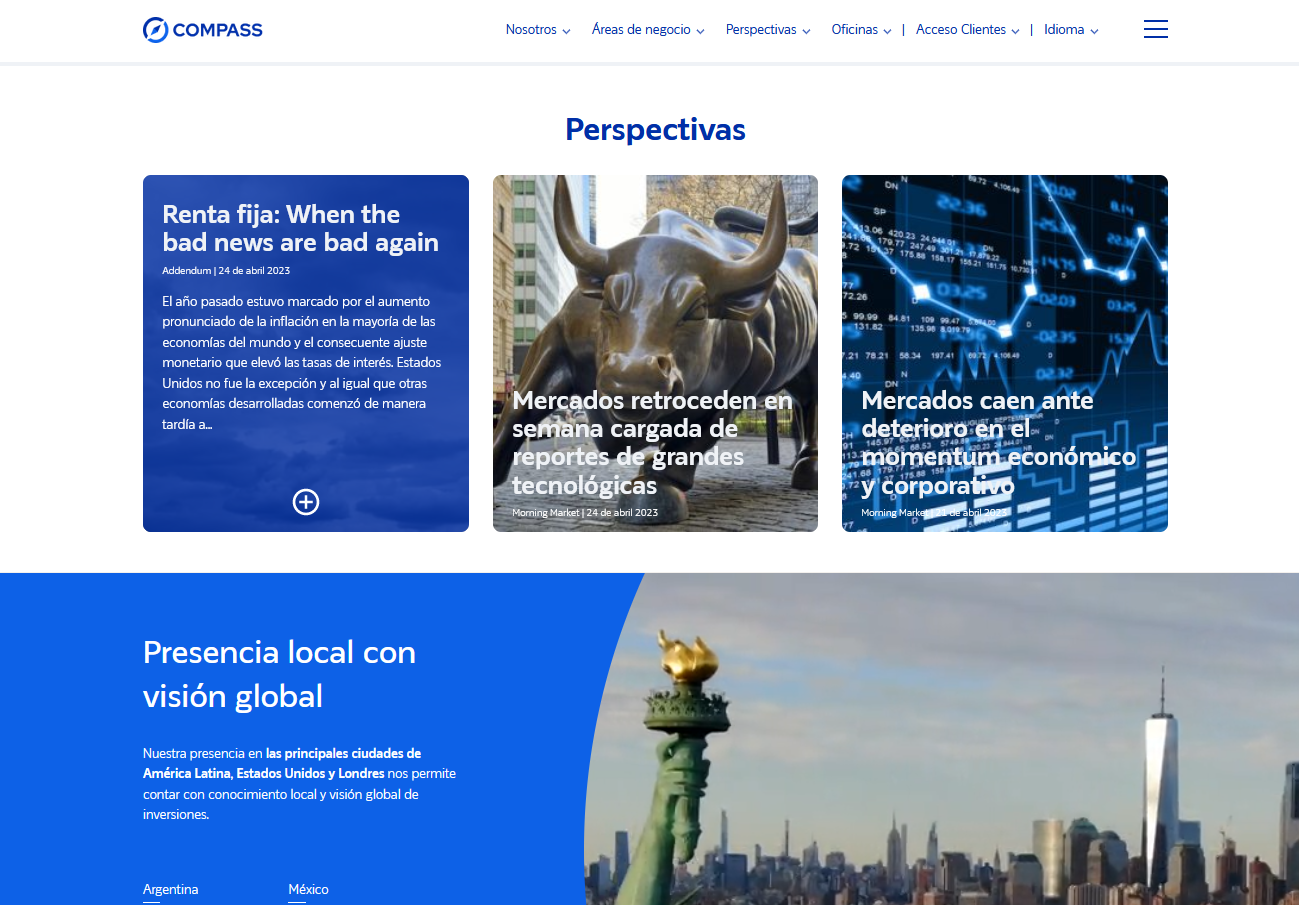 COMPASS
Nosotros
Áreas de negocio
Perspectivas
Oficinas
Acceso Clientes
Idioma
Perspectivas
Renta fija: When the
bad news are bad again
Addendum | 24 de abril 2023
El año pasado estuvo marcado por el aumento
pronunciado de la inflación en la mayoría de las
economías del mundo y el consecuente ajuste
monetario que elevó las tasas de interés. Estados
Unidos no fue la excepción y al igual que otras
economías desarrolladas comenzó de manera
tardía a...
Mercados retroceden en
semana cargada de
reportes de grandes
tecnológicas
Morning Market | 24 de abril 2023
Mercados caen ante
deterioro en el
momentum económico
y corporativo
Morning Market | 21 de abril 2023
Presencia local con
visión global
Nuestra presencia en las principales ciudades de
América Latina, Estados Unidos y Londres nos permite
contar con conocimiento local y visión global de
inversiones.
Argentina
México